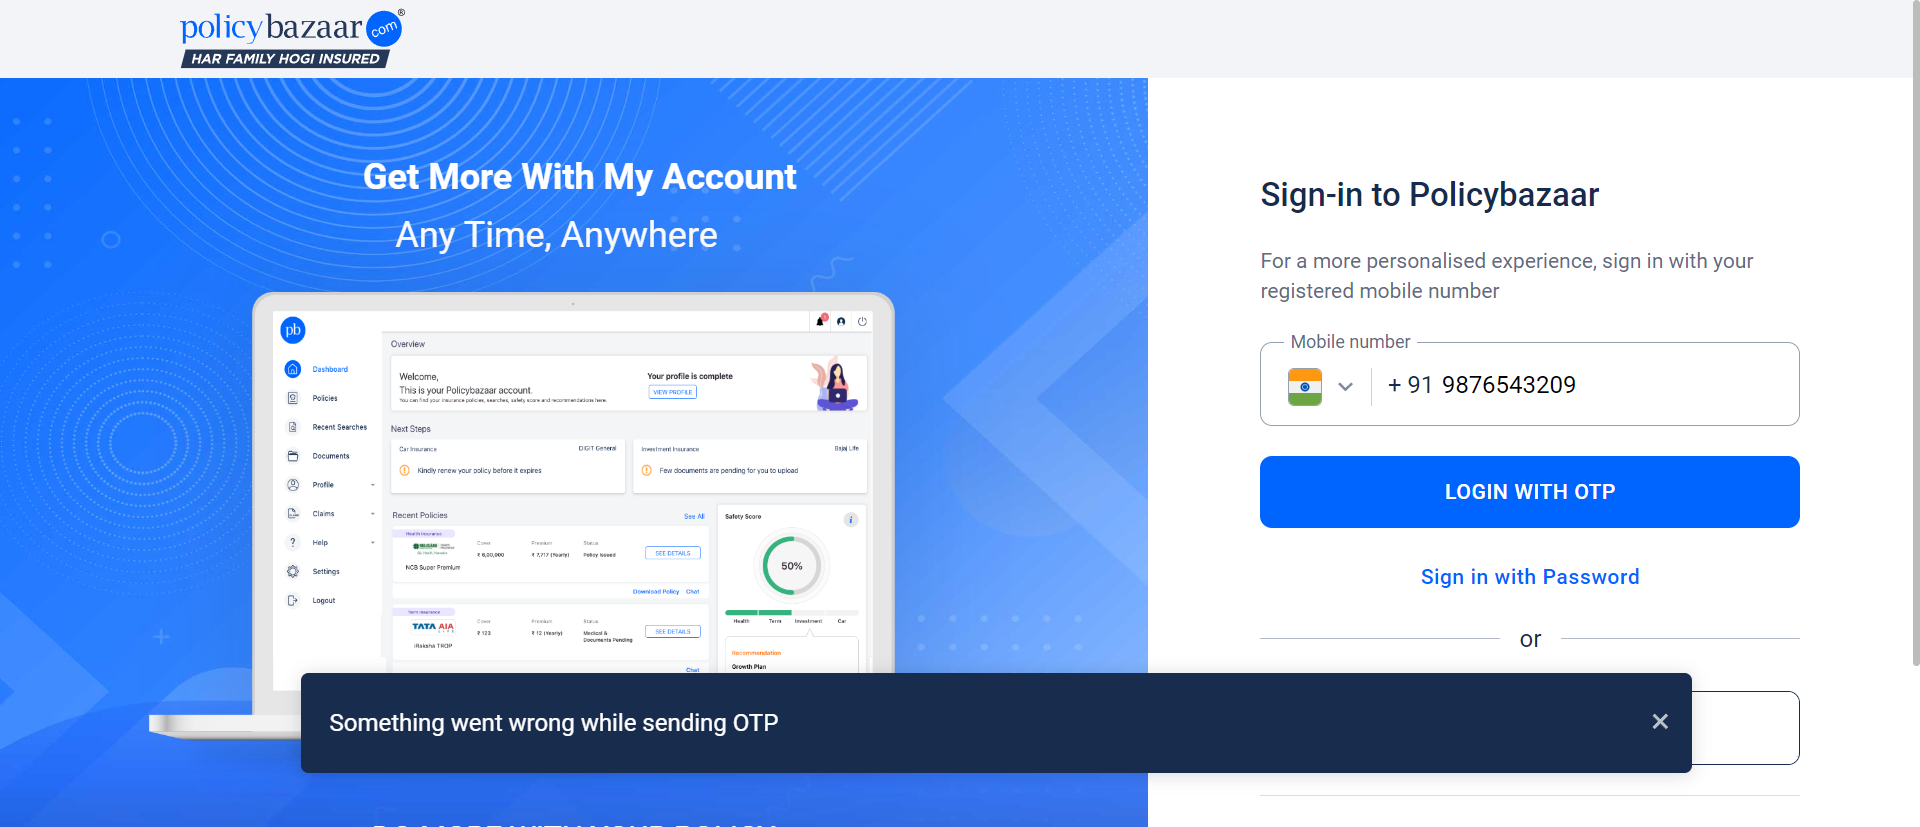 policybazaar com ®
HAR FAMILY HOGI INSURED
Get More With My Account
Any Time, Anywhere
pb
Dashboard
Policies
Recent Searches
Documents
Profile
Claims
Help
Settings
Logout
Overview
Welcome,
This is your Policybazaar account.
You can find your insurance policies, searches, safety score and recommendations here.
Your profile is complete
VIEW PROFILE
Next Steps
Car Insurance
DIGIT General
Kindly renew your policy before it expires
Investment Insurance
Bajaj Life
Few documents are pending for you to upload
Recent Policies
See All
Health Insurance
NCB Super Premium
Cover
₹ 6,00,000
Premium
₹ 7,717 (Yearly)
Status
Policy Issued
SEE DETAILS
Download Policy Chat
Term Insurance
TATA AIA
LIFE
iRaksha TROP
Cover
₹ 123
Premium
₹ 12 (Yearly)
Status
Medical &
Documents Pending
SEE DETAILS
Chat
Safety Score
i
50%
Health Term Investment Car
Recommendation
Growth Plan
Sign-in to Policybazaar
For a more personalised experience, sign in with your
registered mobile number
Mobile number
+ 91 9876543209
LOGIN WITH OTP
Sign in with Password
or
Something went wrong while sending OTP